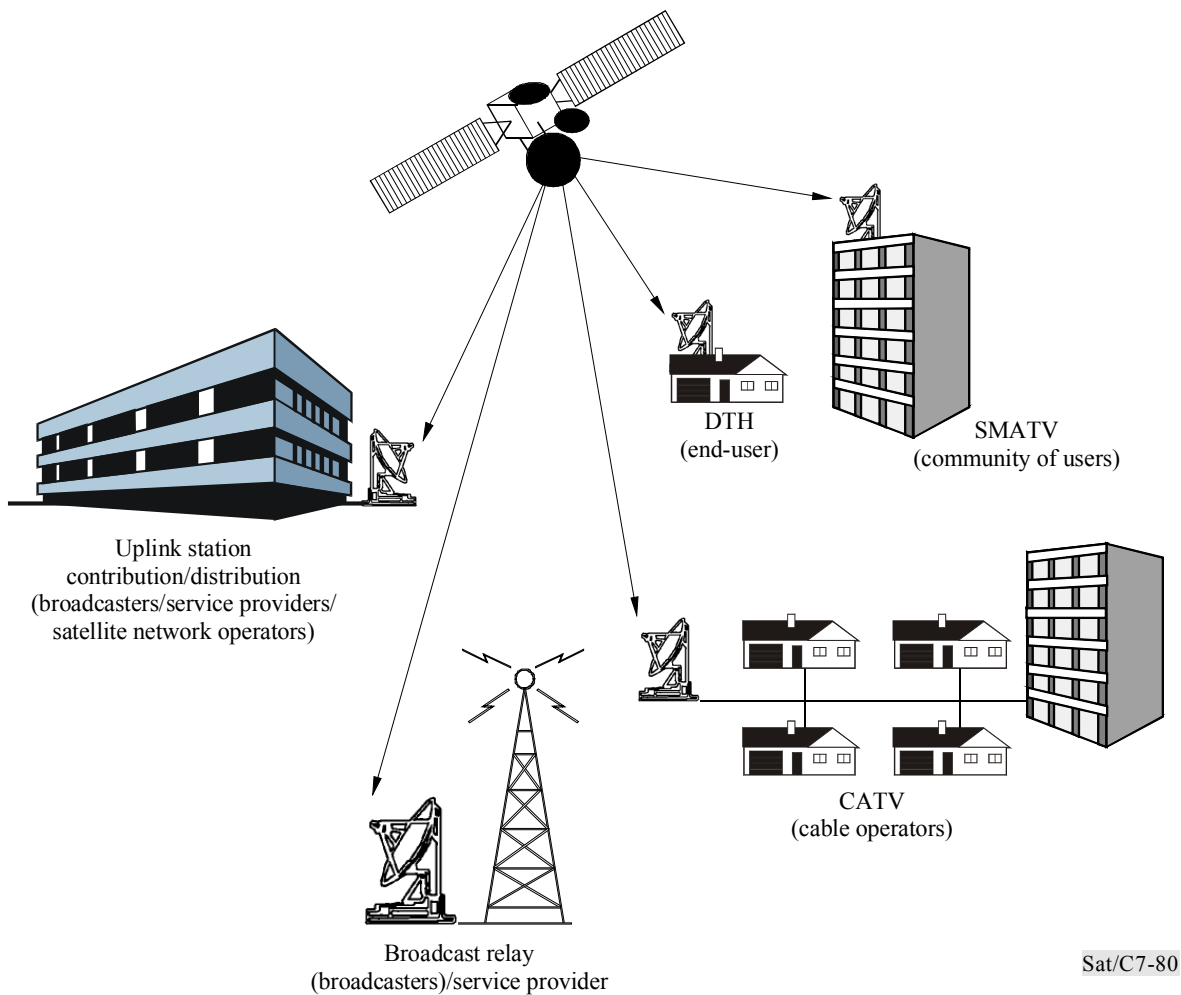 DTH
(end-user)
SMATV
(community of users)
Uplink station
contribution/distribution
(broadcasters/service providers/
satellite network operators)
CATV
(cable operators)
Broadcast relay
(broadcasters)/service provider
Sat/C7-80